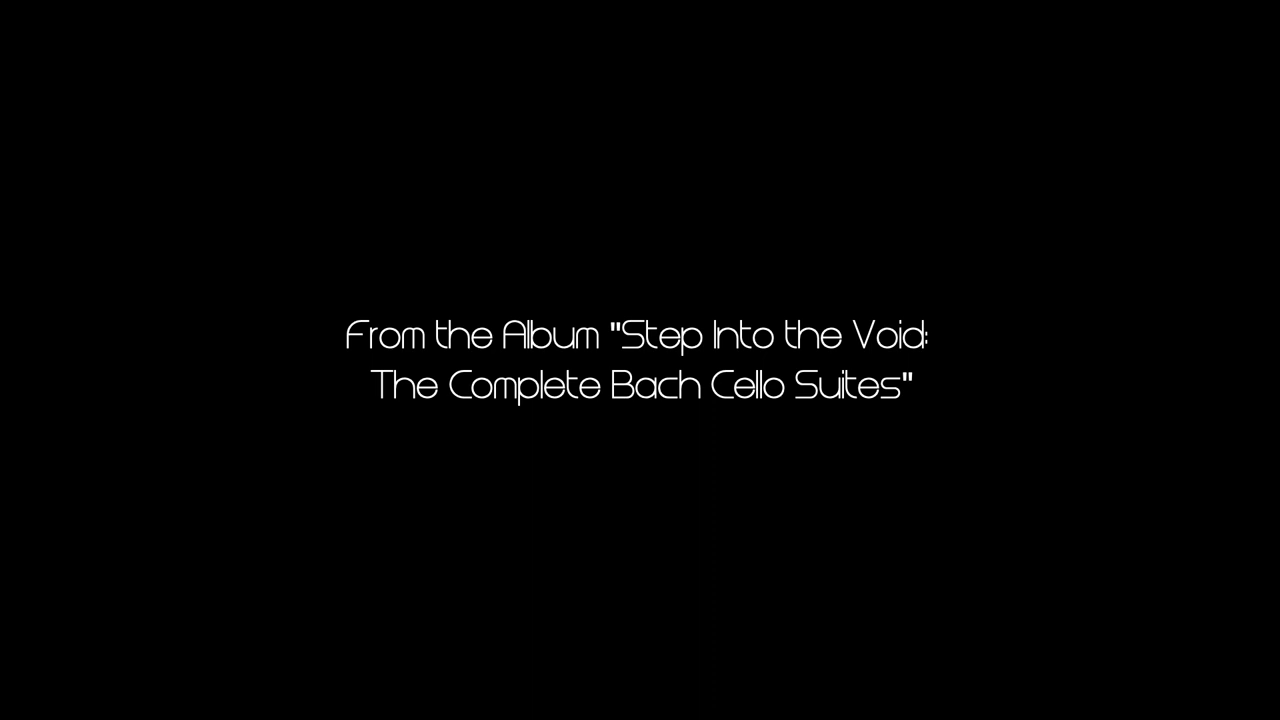 From the Album "Step Into the Void:
The Complete Bach Cello Suites"